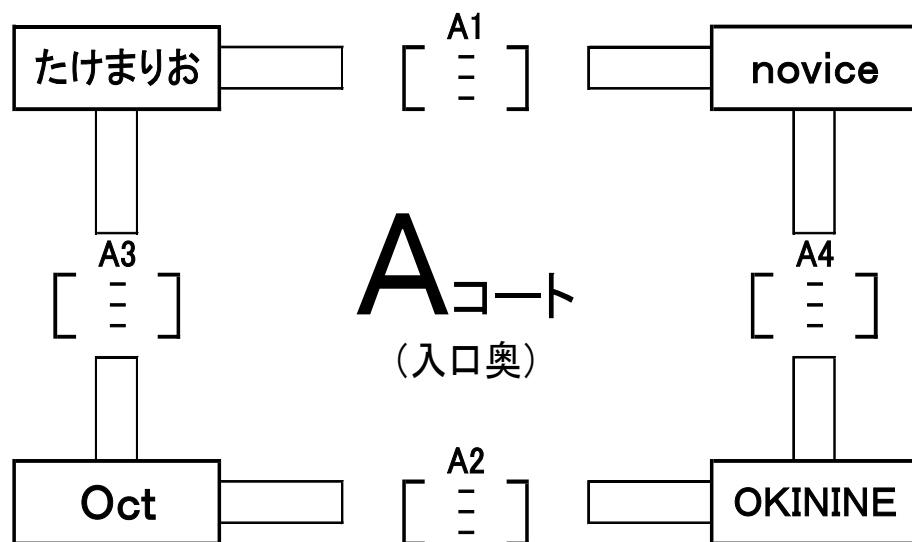 A1
たけまりお
novice
A3
A4
Aコート
（入口奥）
A2
Oct
OKININE